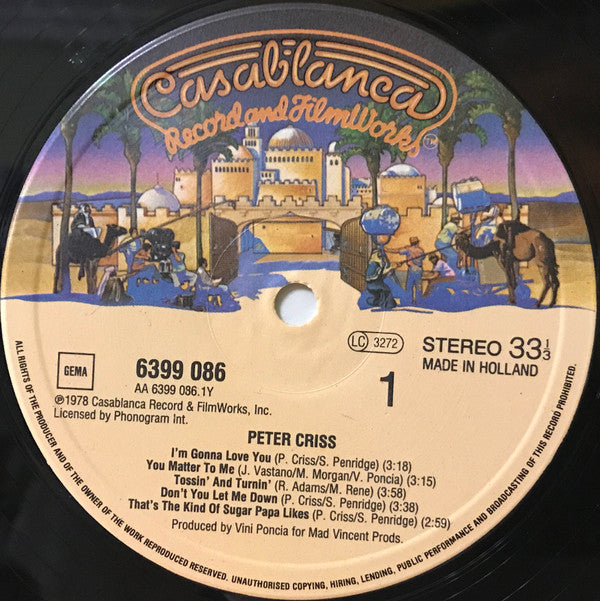 Casablanca
Record and FilmWorks™
LC 3272
GEMA
6399 086
AA 6399 086.1Y
℗1978 Casablanca Record & FilmWorks, Inc.
Licensed by Phonogram Int.
1
STEREO 33 1/3
MADE IN HOLLAND
PETER CRISS
I'm Gonna Love You (P. Criss/S. Penridge) (3:18)
You Matter To Me (J. Vastano/M. Morgan/V. Poncia) (3:15)
Tossin' And Turnin' (R. Adams/M. Rene) (3:58)
Don't You Let Me Down (P. Criss/S. Penridge) (3:38)
That's The Kind Of Sugar Papa Likes (P. Criss/S. Penridge) (2:59)
Produced by Vini Poncia for Mad Vincent Prods.
ALL RIGHTS OF THE PRODUCER AND OF THE OWNER OF THE WORK REPRODUCED RESERVED. UNAUTHORISED COPYING, HIRING, LENDING, PUBLIC PERFORMANCE AND BROADCASTING OF THIS RECORD PROHIBITED.